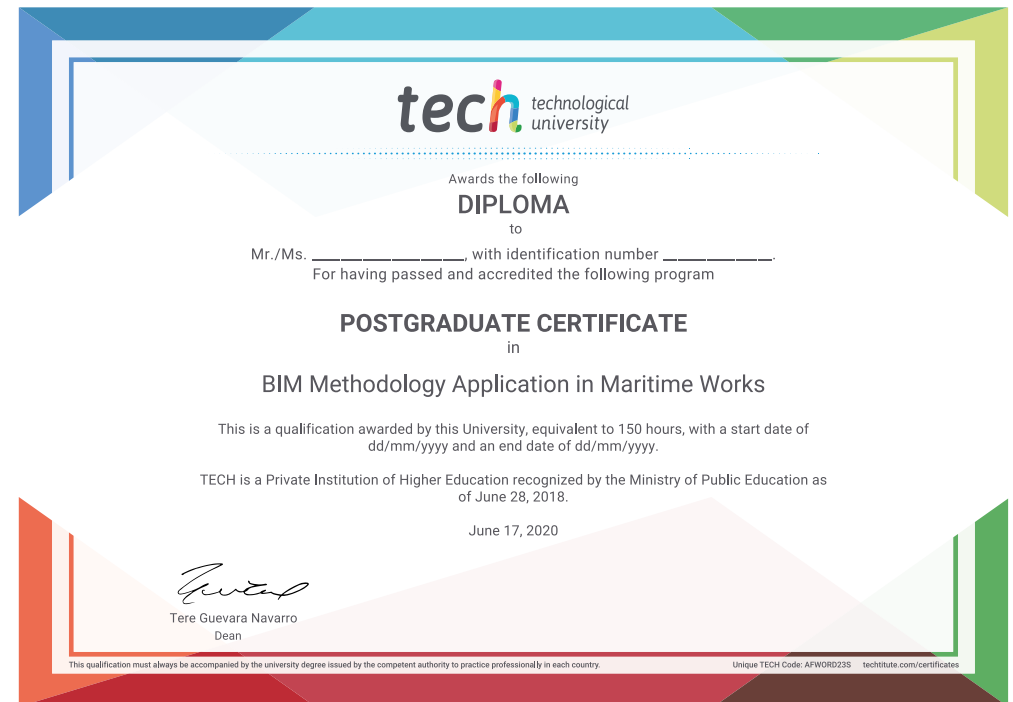 tech technological
university
Awards the following
DIPLOMA
to
Mr./Ms. ____________________, with identification number ______________.
For having passed and accredited the following program
POSTGRADUATE CERTIFICATE
in
BIM Methodology Application in Maritime Works
This is a qualification awarded by this University, equivalent to 150 hours, with a start date of
dd/mm/yyyy and an end date of dd/mm/yyyy.
TECH is a Private Institution of Higher Education recognized by the Ministry of Public Education as
of June 28, 2018.
June 17, 2020
Tere Guevara Navarro
Dean
This qualification must always be accompanied by the university degree issued by the competent authority to practice professionally in each country. Unique TECH Code: AFWORD23S techtitute.com/certificates